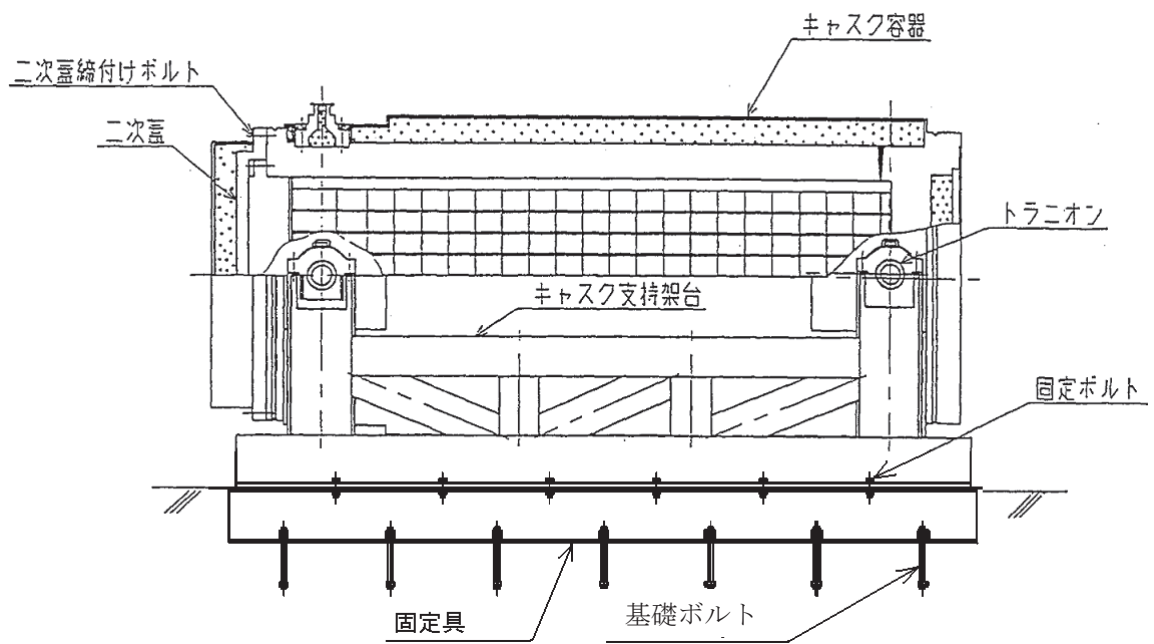 キャスク容器
二次蓋締付けボルト
二次蓋
トラニオン
キャスク支持架台
固定ボルト
固定具
基礎ボルト